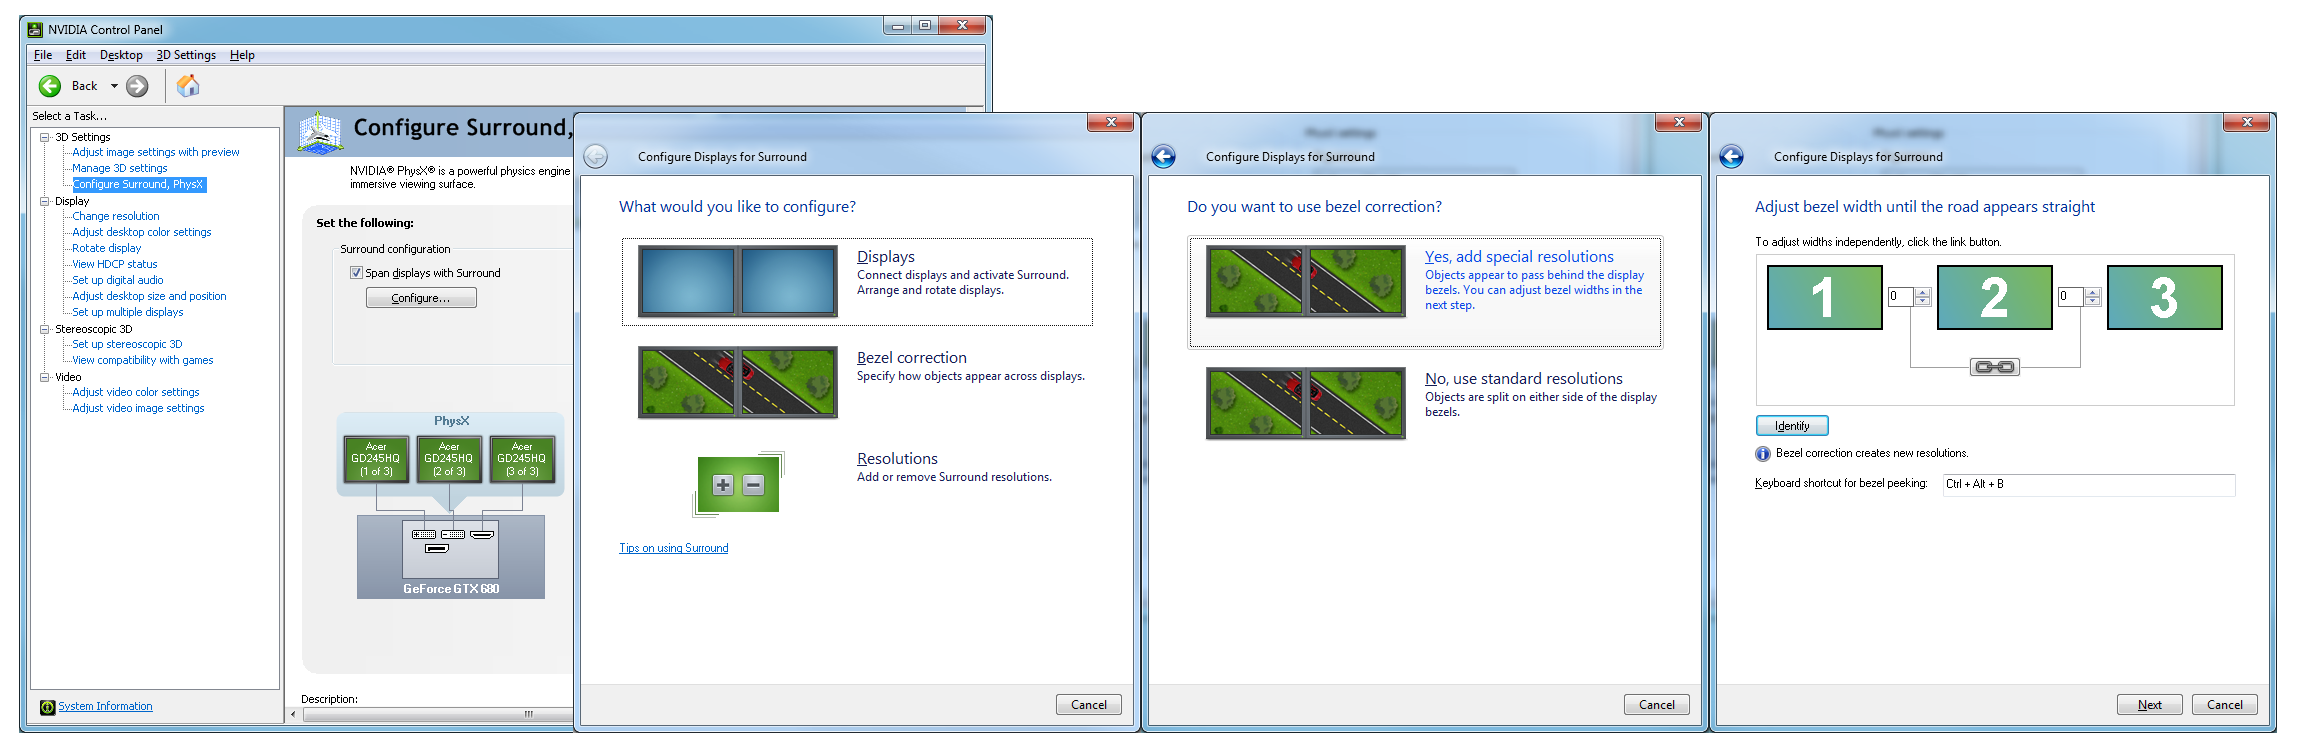 NVIDIA Control Panel
File Edit Desktop 3D Settings Help
Back
Select a Task...
3D Settings
Adjust image settings with preview
Manage 3D settings
Configure Surround, PhysX
Display
Change resolution
Adjust desktop color settings
Rotate display
View HDCP status
Set up digital audio
Adjust desktop size and position
Set up multiple displays
Stereoscopic 3D
Set up stereoscopic 3D
View compatibility with games
Video
Adjust video color settings
Adjust video image settings
System Information
Configure Surround,
NVIDIA® PhysX® is a powerful physics engine
immersive viewing surface.
Set the following:
Surround configuration
Span displays with Surround
Configure...
PhysX
Acer
GD245HQ
(1 of 3)
Acer
GD245HQ
(2 of 3)
Acer
GD245HQ
(3 of 3)
GeForce GTX 680
Description:
Configure Displays for Surround
What would you like to configure?
Displays
Connect displays and activate Surround.
Arrange and rotate displays.
Bezel correction
Specify how objects appear across displays.
Resolutions
Add or remove Surround resolutions.
Tips on using Surround
Cancel
Configure Displays for Surround
Do you want to use bezel correction?
Yes, add special resolutions
Objects appear to pass behind the display
bezels. You can adjust bezel widths in the
next step.
No, use standard resolutions
Objects are split on either side of the display
bezels.
Cancel
PhysX settings
Configure Displays for Surround
Adjust bezel width until the road appears straight
To adjust widths independently, click the link button.
1 0 2 0 3
Identify
Bezel correction creates new resolutions.
Keyboard shortcut for bezel peeking: Ctrl + Alt + B
Next Cancel